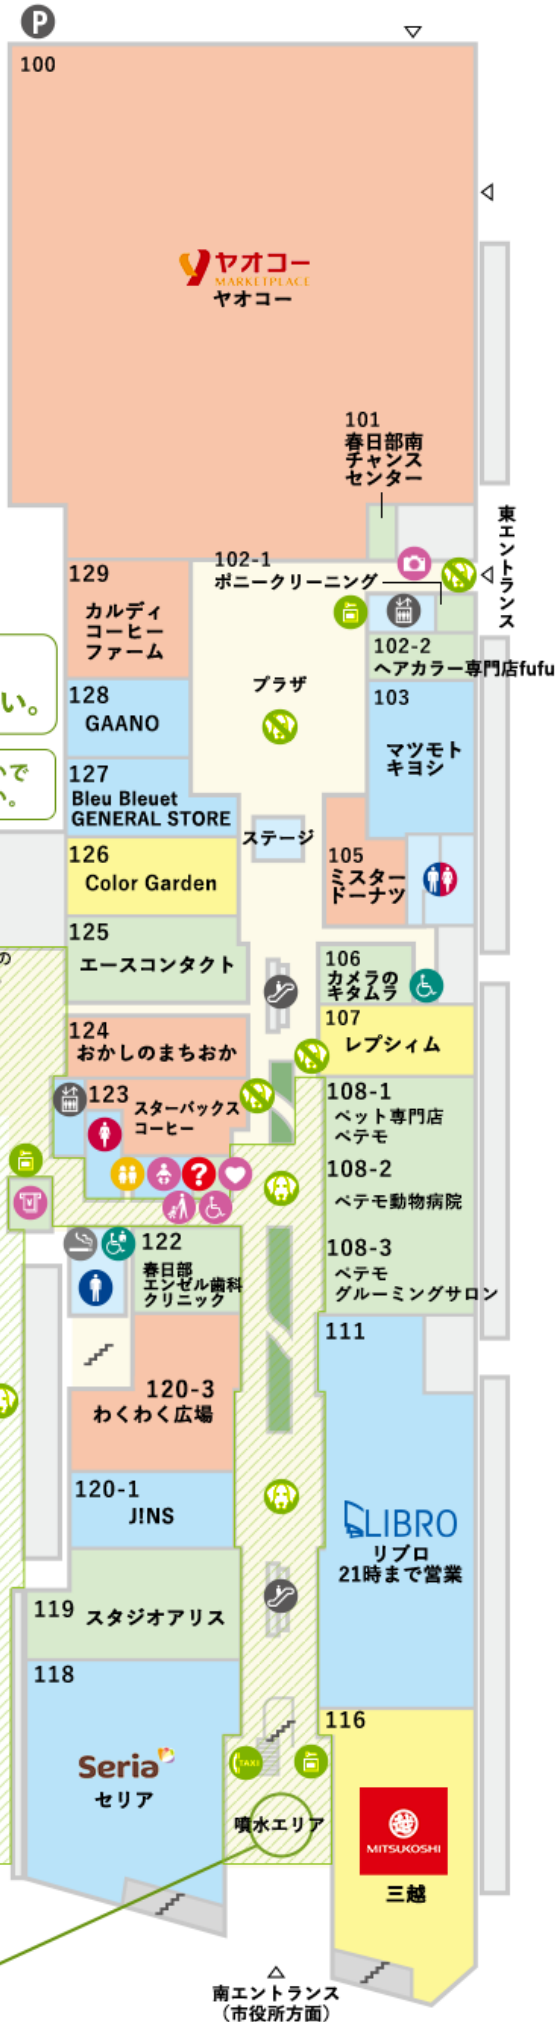 P
100
ヤオコー
MARKETPLACE
ヤオコー
101
春日部南
チャンス
センター
東エントランス
102-1
ポニークリーニング
129
カルディ
コーヒー
ファーム
102-2
ヘアカラー専門店fufu
プラザ
い。
128
GAANO
103
マツモト
キヨシ
いで
い。
127
Bleu Bleuet
GENERAL STORE
ステージ
126
Color Garden
105
ミスター
ドーナツ
125
エースコンタクト
の
106
カメラの
キタムラ
107
レプシィム
124
おかしのまちおか
123
スターバックス
コーヒー
108-1
ペット専門店
ペテモ
?
108-2
ペテモ動物病院
122
春日部
エンゼル歯科
クリニック
108-3
ペテモ
グルーミングサロン
111
120-3
わくわく広場
120-1
J!NS
LIBRO
リブロ
21時まで営業
119
スタジオアリス
118
Seria
セリア
116
TAXI
噴水エリア
MITSUKOSHI
三越
南エントランス
（市役所方面）